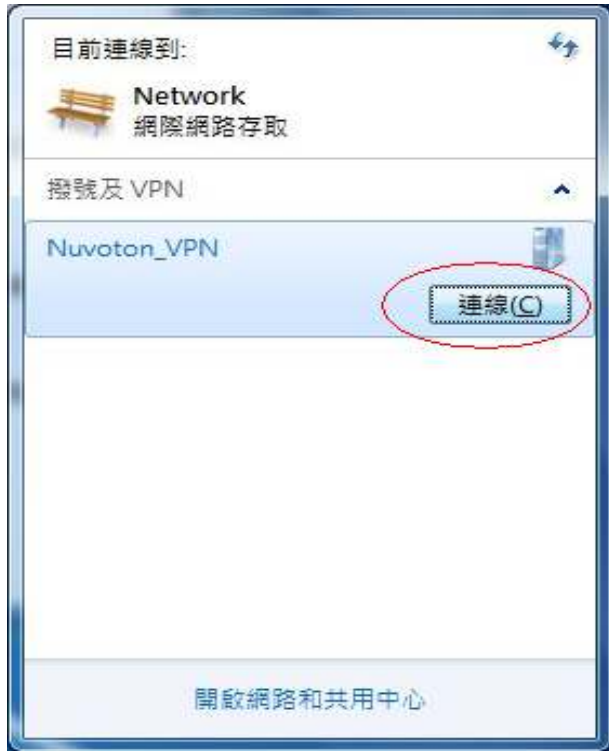 目前連線到:
Network
網際網路存取
撥號及 VPN
Nuvoton_VPN
連線(C)
開啟網路和共用中心